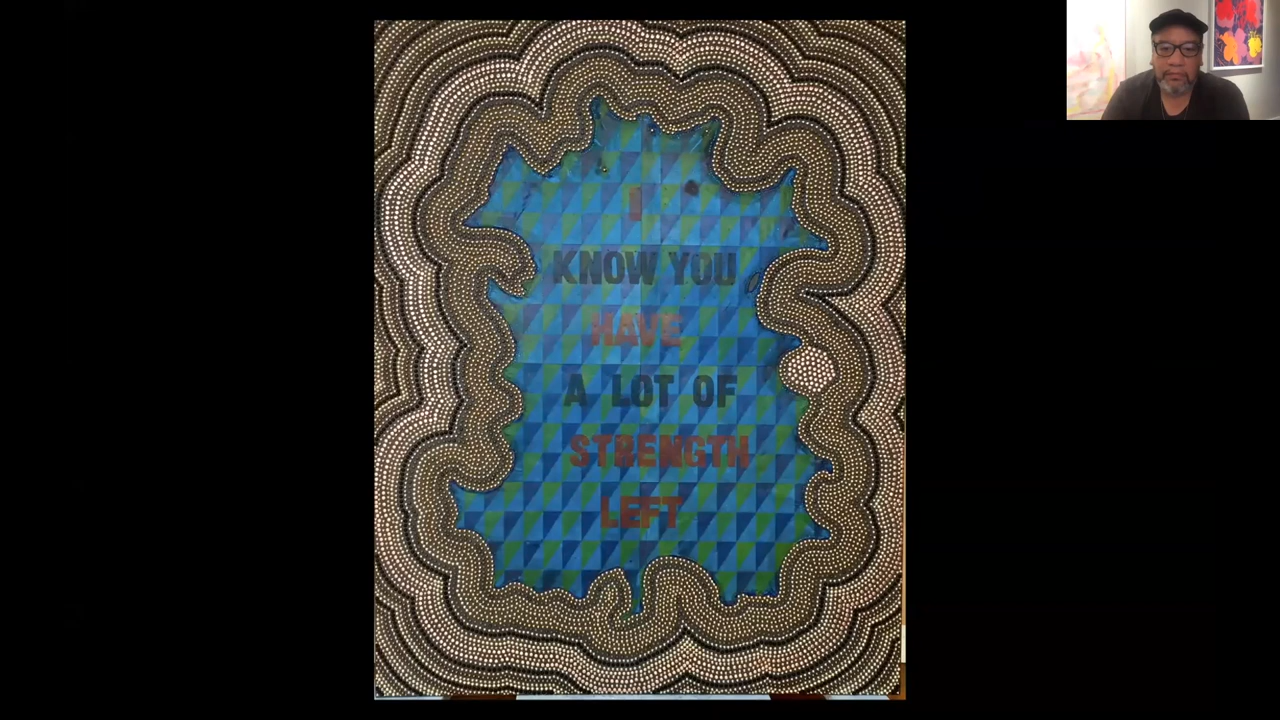 I
KNOW YOU
HAVE
A LOT OF
STRENGTH
LEFT